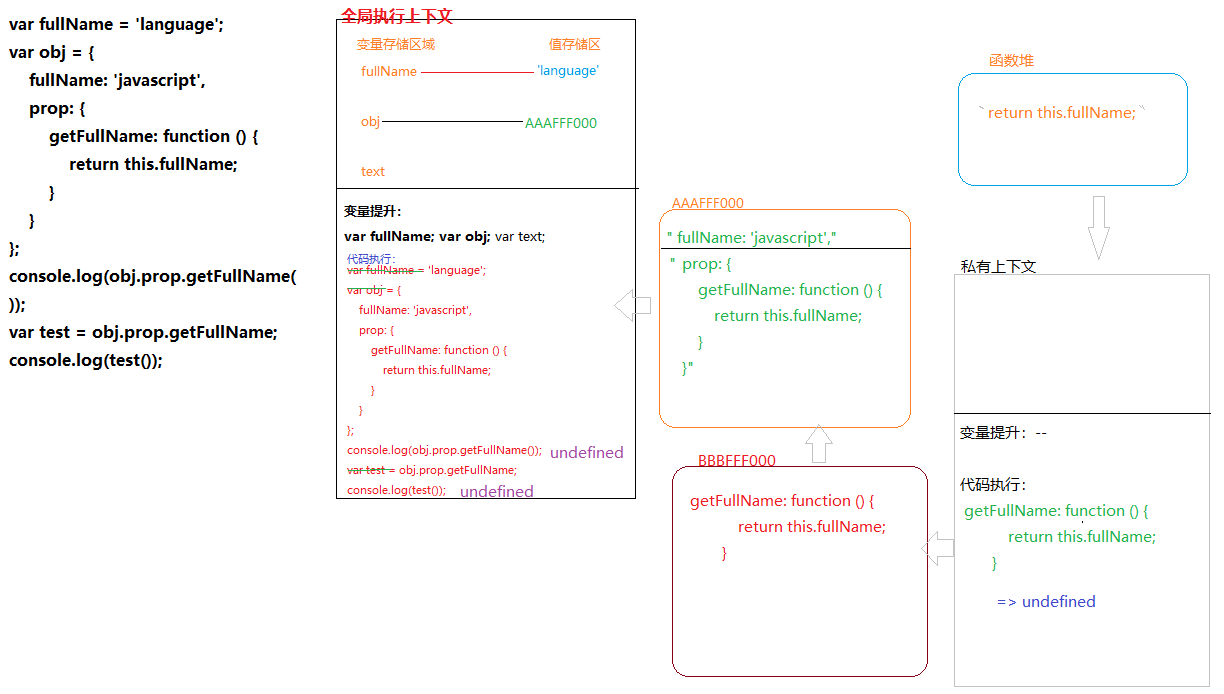 var fullName = 'language';
var obj = {
fullName: 'javascript',
prop: {
getFullName: function () {
return this.fullName;
}
}
};
console.log(obj.prop.getFullName(
));
var test = obj.prop.getFullName;
console.log(test());
全局执行上下文
变量存储区域 值存储区
fullName 'language'
obj AAAFFF000
text
变量提升:
var fullName; var obj; var text;
代码执行:
var fullName = 'language';
var obj = {
fullName: 'javascript',
prop: {
getFullName: function () {
return this.fullName;
}
}
};
console.log(obj.prop.getFullName()); undefined
var test = obj.prop.getFullName;
console.log(test()); undefined
AAAFFF000
" fullName: 'javascript',"
" prop: {
getFullName: function () {
return this.fullName;
}
}"
BBBFFF000
getFullName: function () {
return this.fullName;
}
函数堆
``return this.fullName;``
私有上下文
变量提升: --
代码执行:
getFullName: function () {
return this.fullName;
}
=> undefined